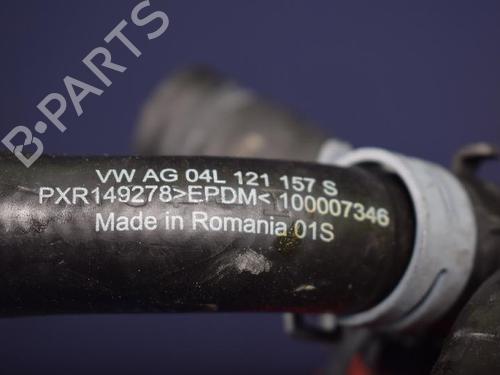 B-PARTS
VW AG 04L 121 157 S
PXR149278>EPDM< 100007346
Made in Romania 01S